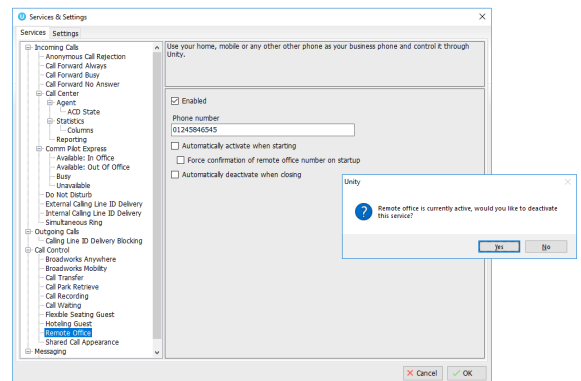 Services & Settings
Services Settings
Incoming Calls
Anonymous Call Rejection
Call Forward Always
Call Forward Busy
Call Forward No Answer
Call Center
Agent
ACD State
Statistics
Columns
Reporting
Comm Pilot Express
Available: In Office
Available: Out Of Office
Busy
Unavailable
Do Not Disturb
External Calling Line ID Delivery
Internal Calling Line ID Delivery
Simultaneous Ring
Outgoing Calls
Calling Line ID Delivery Blocking
Call Control
Broadworks Anywhere
Broadworks Mobility
Call Transfer
Call Park Retrieve
Call Recording
Call Waiting
Flexible Seating Guest
Hoteling Guest
Remote Office
Shared Call Appearance
Messaging
Use your home, mobile or any other other phone as your business phone and control it through
Unity.
Enabled
Phone number
01245846545
Automatically activate when starting
Force confirmation of remote office number on startup
Automatically deactivate when closing
Unity
Remote office is currently active, would you like to deactivate
this service?
Yes No
Cancel OK